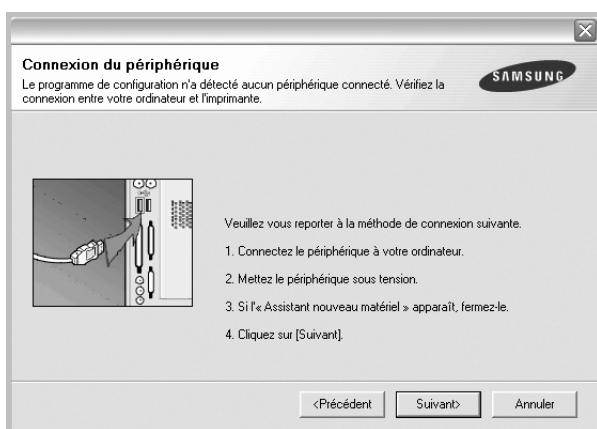 Connexion du périphérique
Le programme de configuration n'a détecté aucun périphérique connecté. Vérifiez la
connexion entre votre ordinateur et l'imprimante.
SAMSUNG
Veuillez vous reporter à la méthode de connexion suivante.
1. Connectez le périphérique à votre ordinateur.
2. Mettez le périphérique sous tension.
3. Si l'« Assistant nouveau matériel » apparaît, fermez-le.
4. Cliquez sur [Suivant].
<Précédent
Suivant>
Annuler